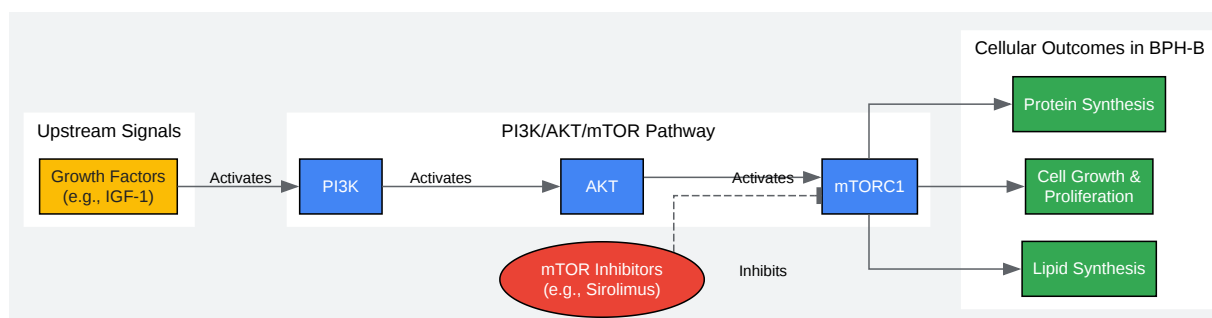 Upstream Signals
Growth Factors
(e.g., IGF-1)
Activates
PI3K/AKT/mTOR Pathway
PI3K
Activates
AKT
Activates
mTORC1
mTOR Inhibitors
(e.g., Sirolimus)
Inhibits
Cellular Outcomes in BPH-B
Protein Synthesis
Cell Growth &
Proliferation
Lipid Synthesis